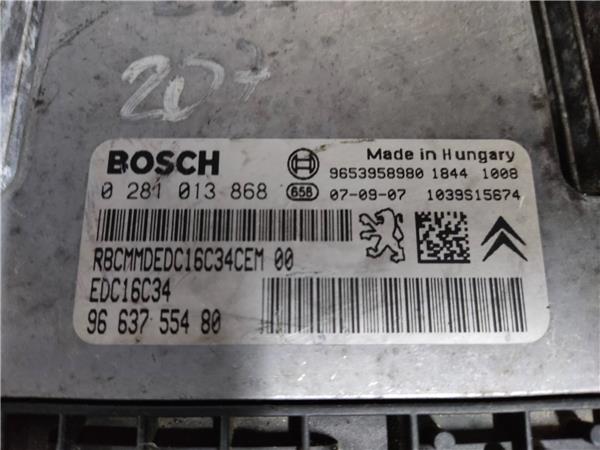 207
BOSCH
Made in Hungary
9653958980 1844 1008
0 281 013 868 658 07-09-07 1039S15674
RBCMMDEDC16C34CEM 00
EDC16C34
96 637 554 80